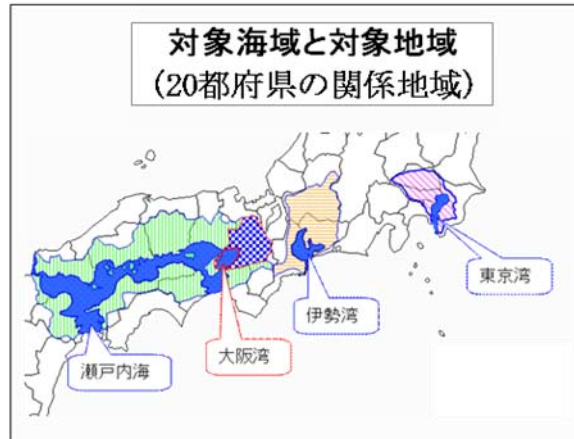 対象海域と対象地域
(20都府県の関係地域)
東京湾
伊勢湾
大阪湾
瀬戸内海